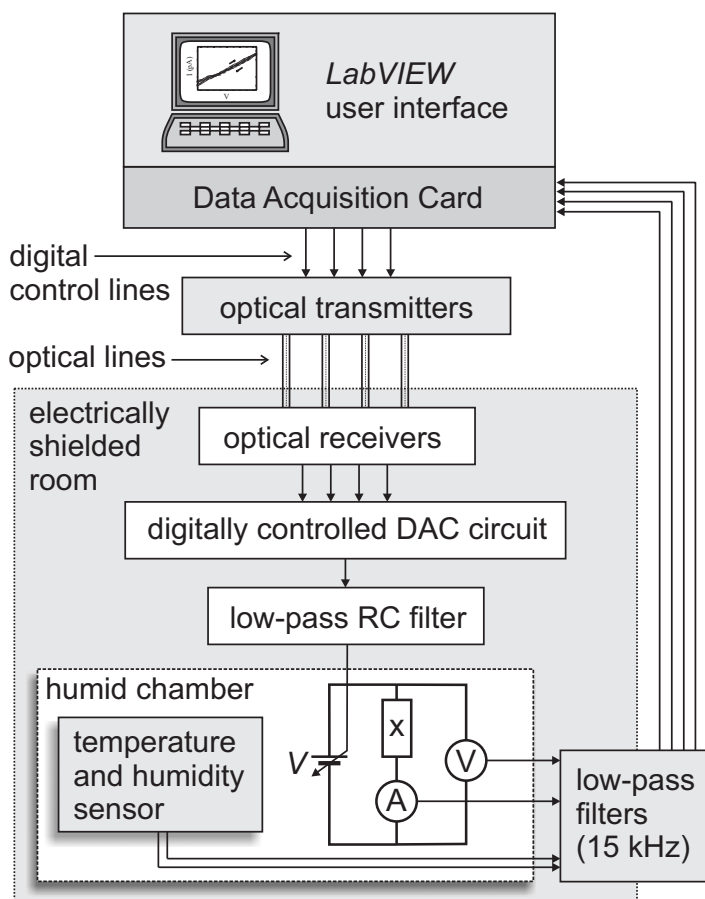 I (pA)
V
LabVIEW
user interface
Data Acquisition Card
digital
control lines
optical transmitters
optical lines
electrically
shielded
room
optical receivers
digitally controlled DAC circuit
low-pass RC filter
humid chamber
temperature
and humidity
sensor
V
x
A
V
low-pass
filters
(15 kHz)